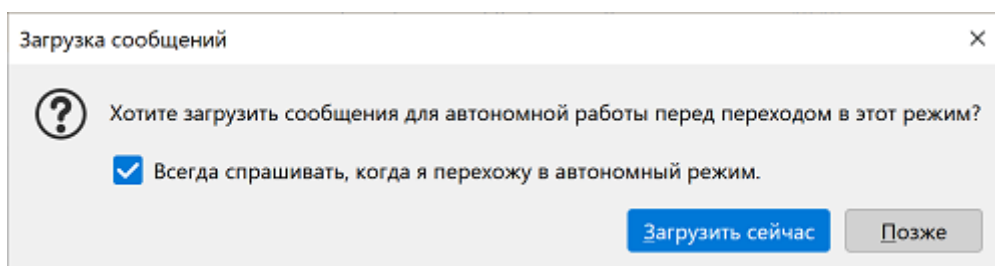 Загрузка сообщений
Хотите загрузить сообщения для автономной работы перед переходом в этот режим?
Всегда спрашивать, когда я перехожу в автономный режим.
Загрузить сейчас Позже